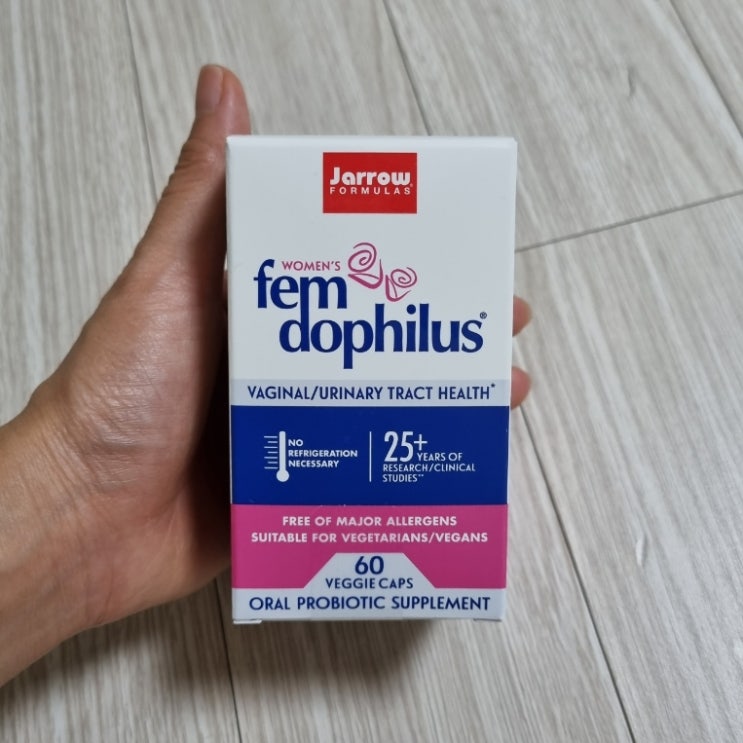 Jarrow
FORMULAS
WOMEN'S
fem
dophilus®
VAGINAL/URINARY TRACT HEALTH*
NO
REFRIGERATION
NECESSARY
25+
YEARS OF
RESEARCH/CLINICAL
STUDIES**
FREE OF MAJOR ALLERGENS
SUITABLE FOR VEGETARIANS/VEGANS
60
VEGGIE CAPS
ORAL PROBIOTIC SUPPLEMENT